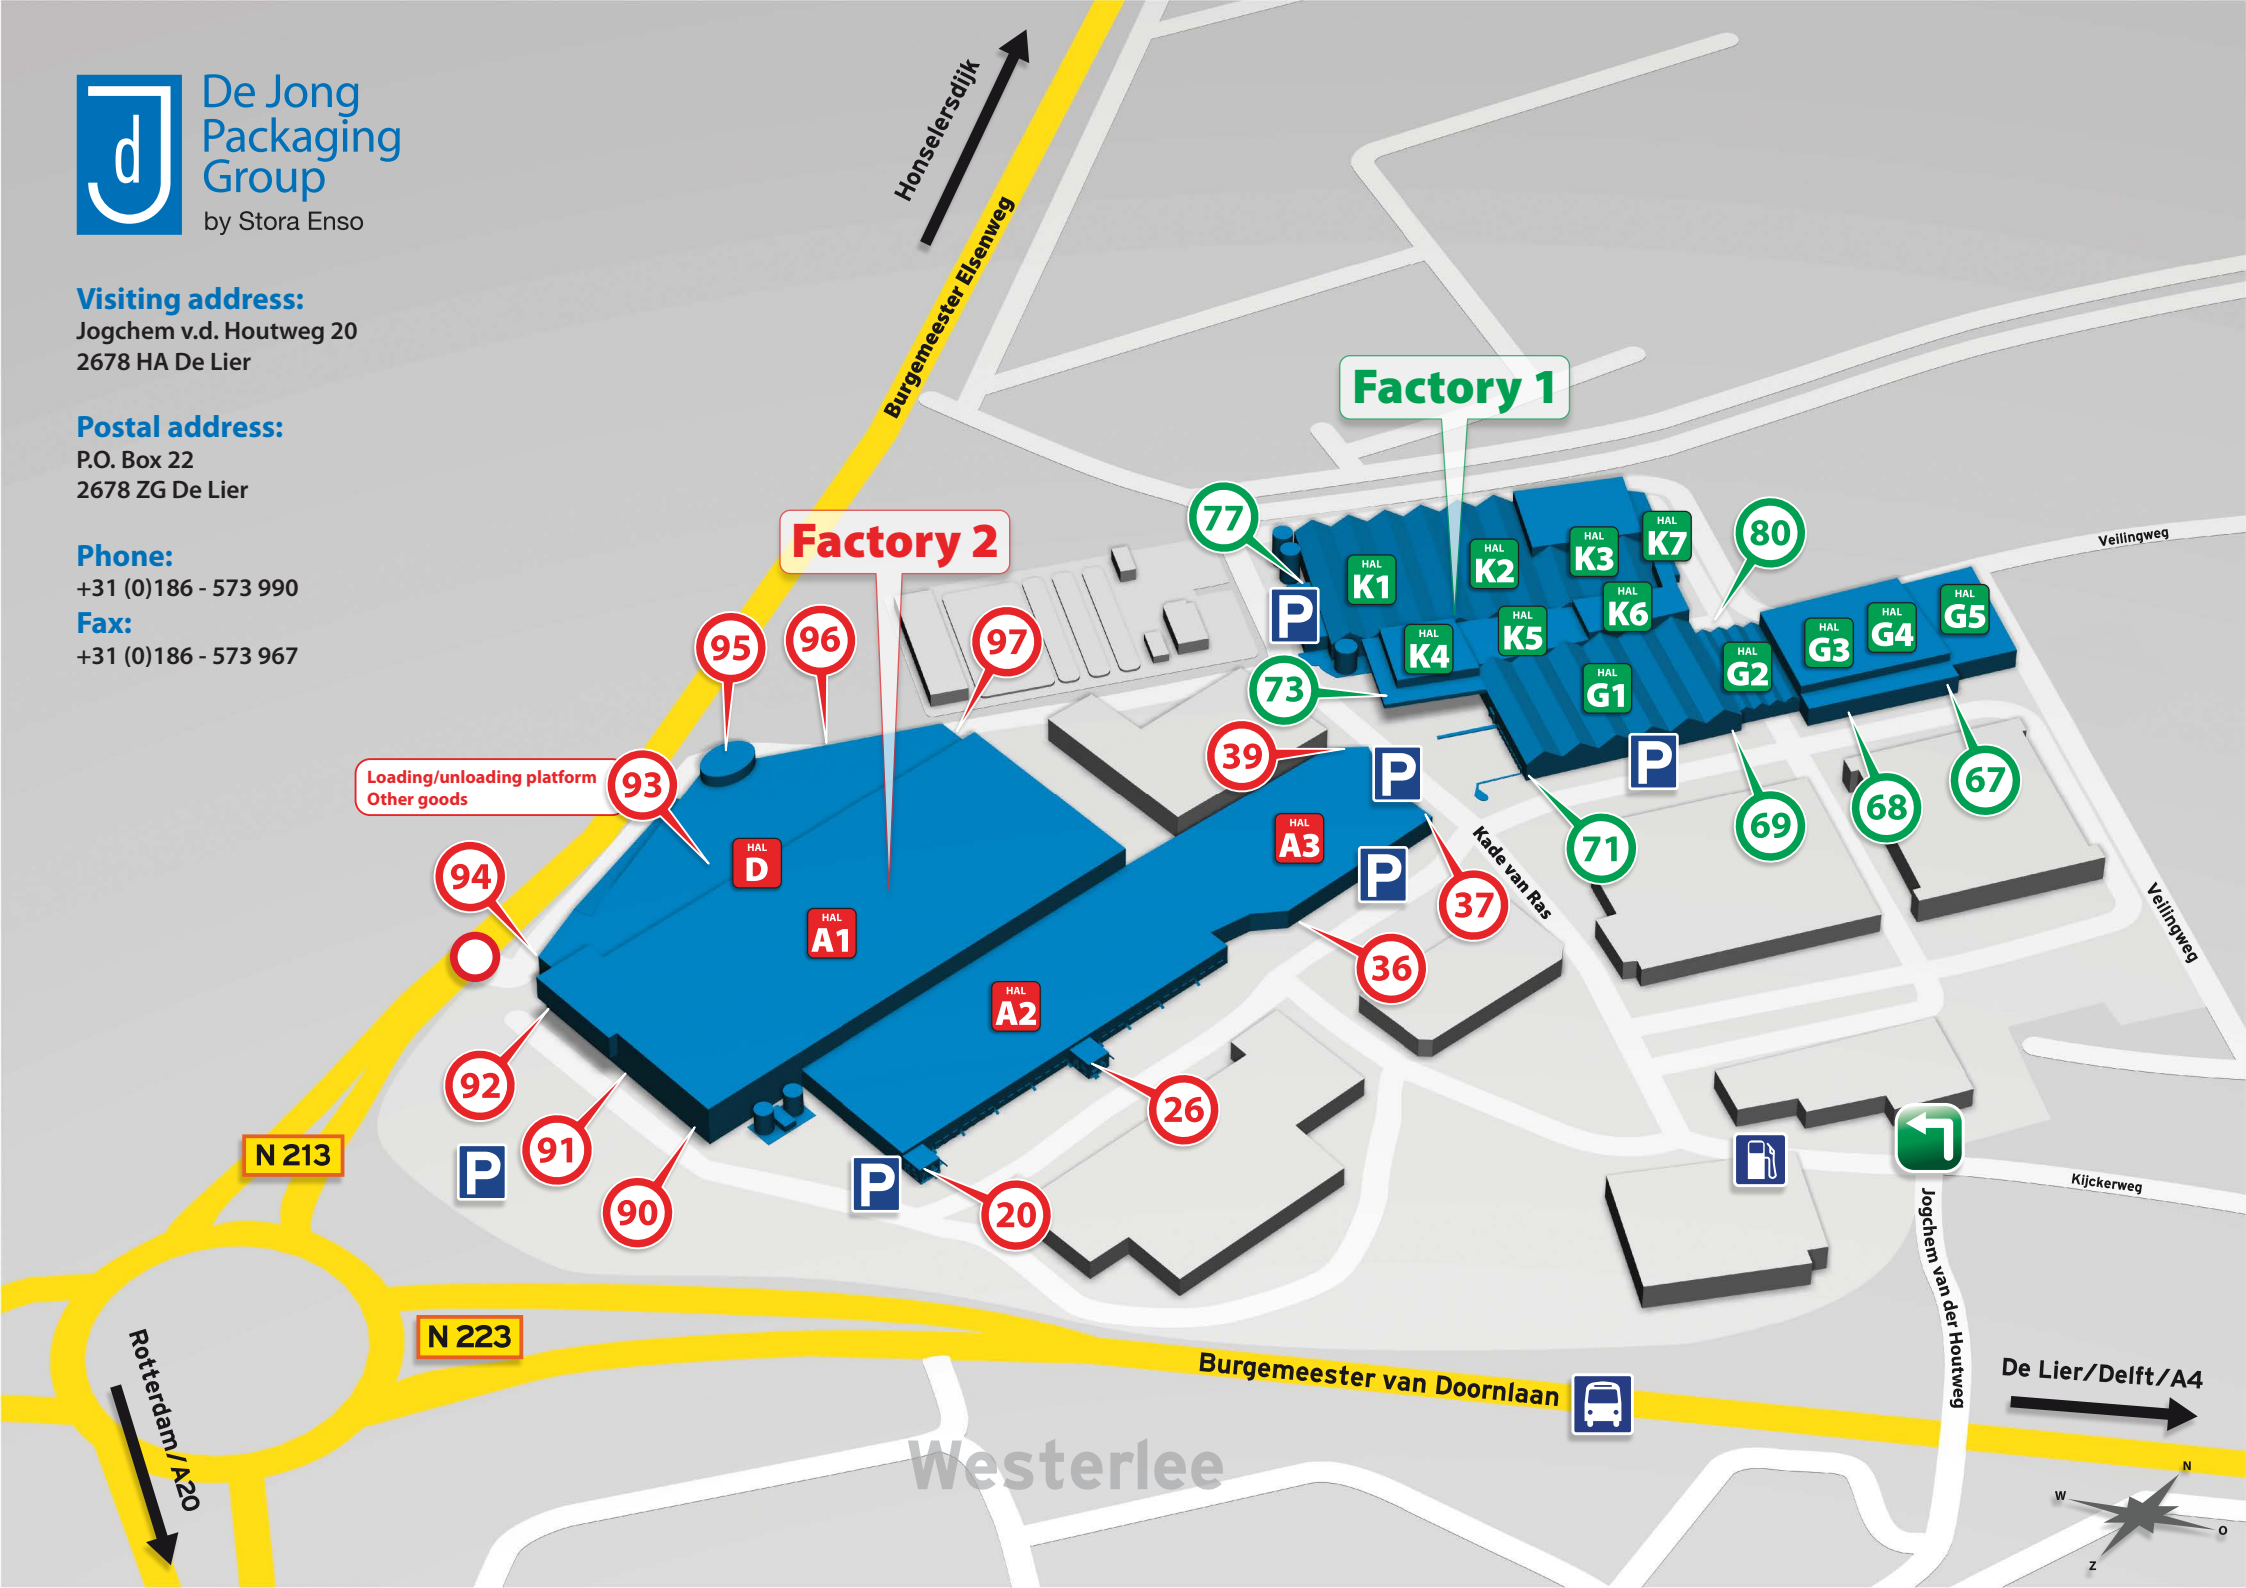 De Jong
Packaging
Group
by Stora Enso
Visiting address:
Jogchem v.d. Houtweg 20
2678 HA De Lier
Postal address:
P.O. Box 22
2678 ZG De Lier
Phone:
+31 (0)186 - 573 990
Fax:
+31 (0)186 - 573 967
Honselersdijk
Burgemeester Elsenweg
Factory 1
Factory 2
77
80
HAL
K1
HAL
K2
HAL
K3
HAL
K7
HAL
K4
HAL
K5
HAL
K6
HAL
G1
HAL
G2
HAL
G3
HAL
G4
HAL
G5
Veilingweg
P
73
95
96
97
39
P
P
67
68
69
71
Loading/unloading platform
Other goods
93
94
HAL
D
HAL
A1
HAL
A2
HAL
A3
P
37
36
Kade van Ras
Veilingweg
92
91
90
26
20
P
P
N 213
N 223
Kijckerweg
Jogchem van der Houtweg
Rotterdam/A20
Burgemeester van Doornlaan
De Lier/Delft/A4
Westerlee
N
W
O
Z